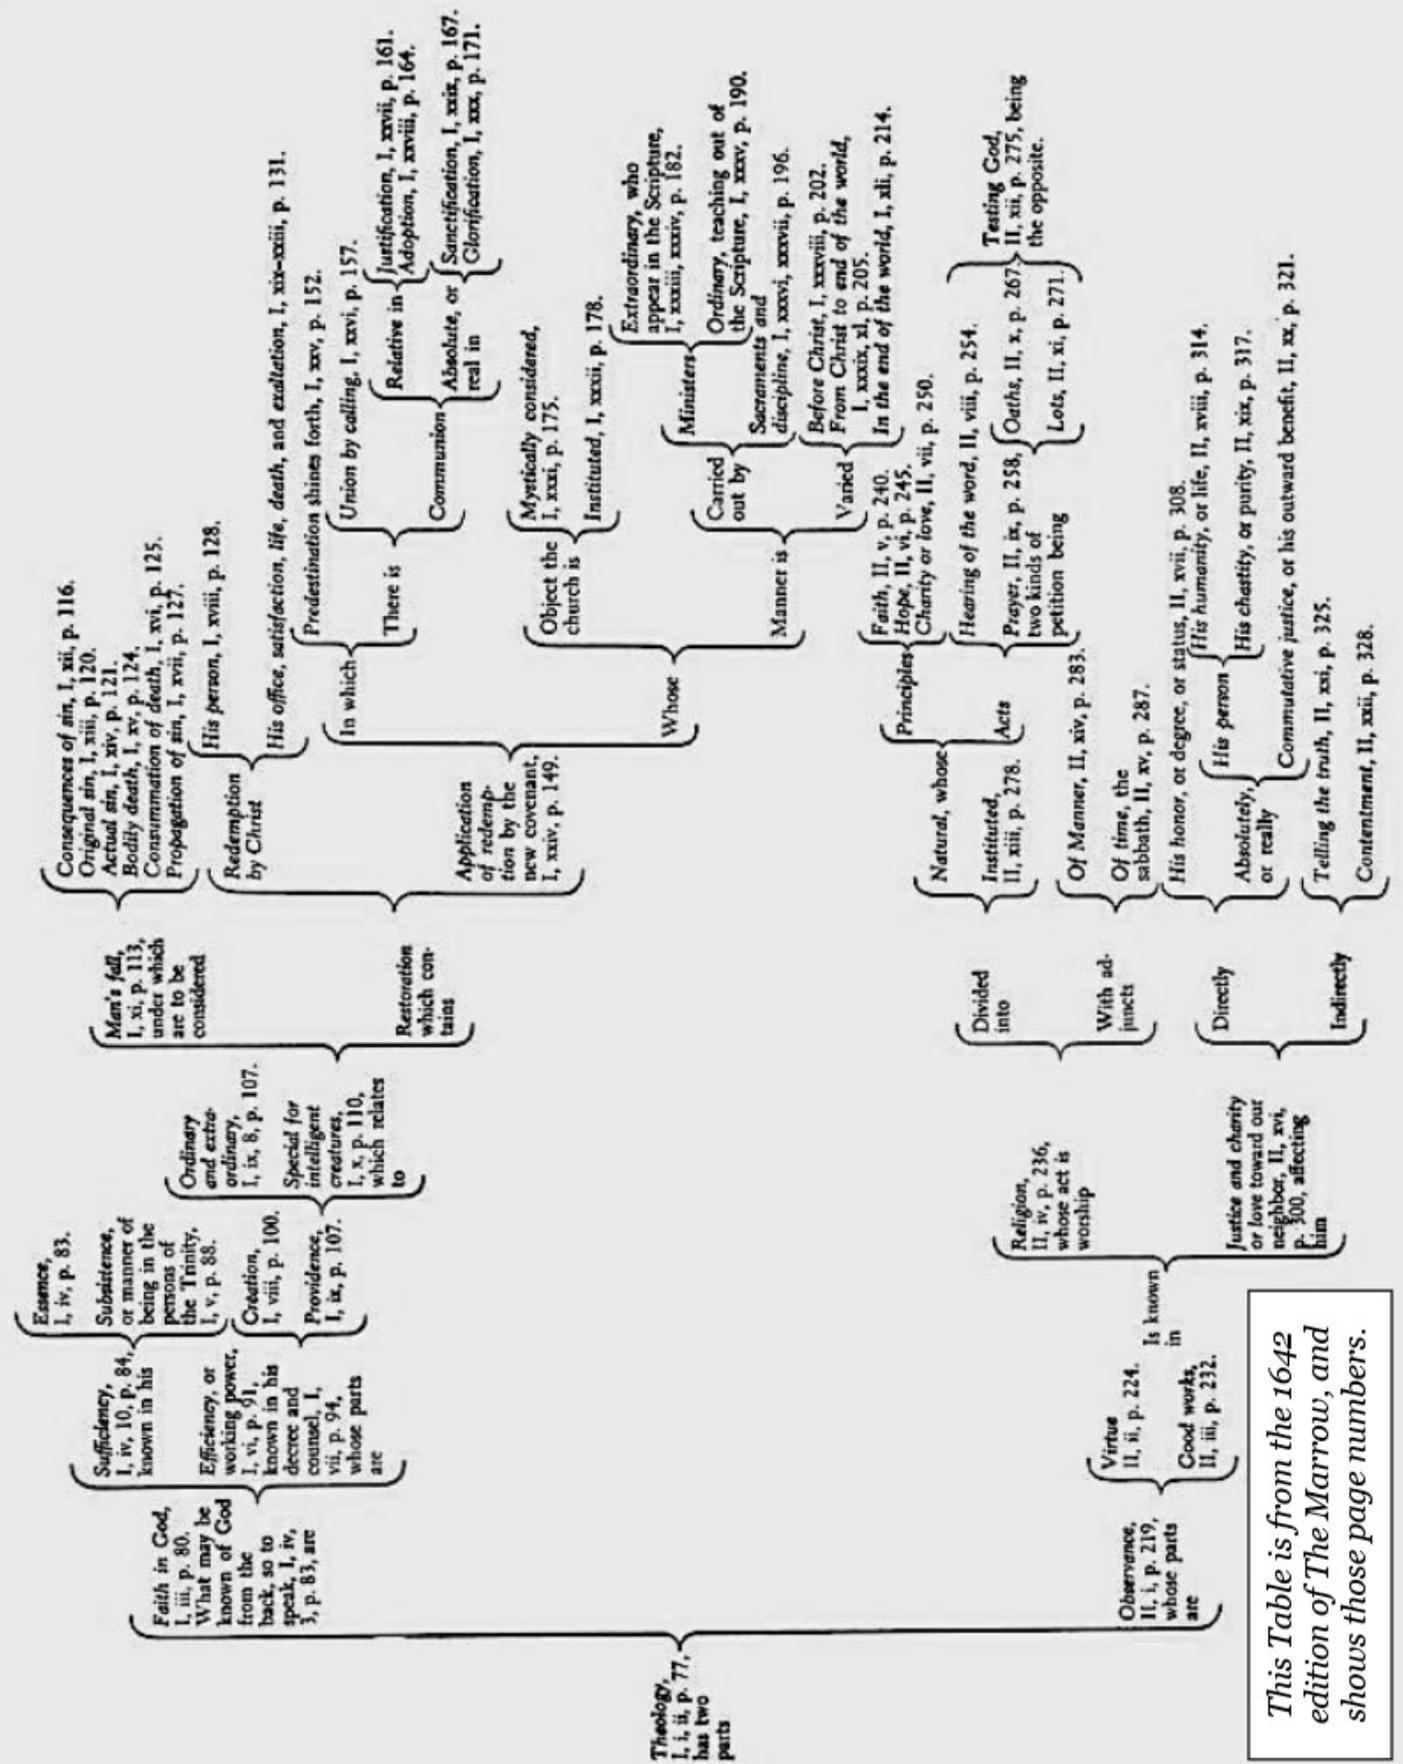 Theology,
I, i, ii, p. 77,
has two
parts
Faith in God,
I, iii, p. 80.
What may be
known of God
from the
back, so to
speak, I, iv,
3, p. 83, are
Sufficiency,
I, iv, 10, p. 84,
known in his
Essence,
I, iv, p. 83.
Subsistence,
or manner of
being in the
persons of
the Trinity,
I, v, p. 88.
Efficiency, or
working power,
I, vi, p. 91,
known in his
decree and
counsel, I,
vii, p. 94,
whose parts
are
Creation,
I, viii, p. 100.
Providence,
I, ix, p. 107.
Ordinary
and extra-
ordinary,
I, ix, 8, p. 107.
Special for
intelligent
creatures,
I, x, p. 110,
which relates
to
Man's fall,
I, xi, p. 113,
under which
are to be
considered
Consequences of sin, I, xii, p. 116.
Original sin, I, xiii, p. 120.
Actual sin, I, xiv, p. 121.
Bodily death, I, xv, p. 124.
Consummation of death, I, xvi, p. 125.
Propagation of sin, I, xvii, p. 127.
Restoration
which con-
tains
Redemption
by Christ
His person, I, xviii, p. 128.
His office, satisfaction, life, death, and exaltation, I, xix-xxiii, p. 131.
Application
of redemp-
tion by the
new covenant,
I, xxiv, p. 149.
In which
Predestination shines forth, I, xxv, p. 152.
There is
Union by calling, I, xxvi, p. 157.
Communion
Relative in
Justification, I, xxvii, p. 161.
Adoption, I, xxviii, p. 164.
Absolute, or
real in
Sanctification, I, xxix, p. 167.
Glorification, I, xxx, p. 171.
Whose
Object the
church is
Mystically considered,
I, xxxi, p. 175.
Instituted, I, xxxii, p. 178.
Manner is
Carried
out by
Ministers
Extraordinary, who
appear in the Scripture,
I, xxxiii, xxxiv, p. 182.
Ordinary, teaching out of
the Scripture, I, xxxv, p. 190.
Sacraments and
discipline, I, xxxvi, xxxvii, p. 196.
Varied
Before Christ, I, xxxviii, p. 202.
From Christ to end of the world,
I, xxxix, xl, p. 205.
In the end of the world, I, xli, p. 214.
Observance,
II, i, p. 219,
whose parts
are
Virtue
II, ii, p. 224.
Good works,
II, iii, p. 232.
Is known
in
Religion,
II, iv, p. 236,
whose act is
worship
Divided
into
Natural, whose
Principles
Faith, II, v, p. 240.
Hope, II, vi, p. 245.
Charity or love, II, vii, p. 250.
Acts
Hearing of the word, II, viii, p. 254.
Prayer, II, ix, p. 258,
two kinds of
petition being
Oaths, II, x, p. 267.
Lots, II, xi, p. 271.
Testing God,
II, xii, p. 275, being
the opposite.
Instituted,
II, xiii, p. 278.
With ad-
juncts
Of Manner, II, xiv, p. 283.
Of time, the
sabbath, II, xv, p. 287.
Justice and charity
or love toward our
neighbor, II, xvi,
p. 300, affecting
him
Directly
His honor, or degree, or status, II, xvii, p. 308.
Absolutely,
or really
His person
His humanity, or life, II, xviii, p. 314.
His chastity, or purity, II, xix, p. 317.
Commutative justice, or his outward benefit, II, xx, p. 321.
Indirectly
Telling the truth, II, xxi, p. 325.
Contentment, II, xxii, p. 328.
This Table is from the 1642
edition of The Marrow, and
shows those page numbers.